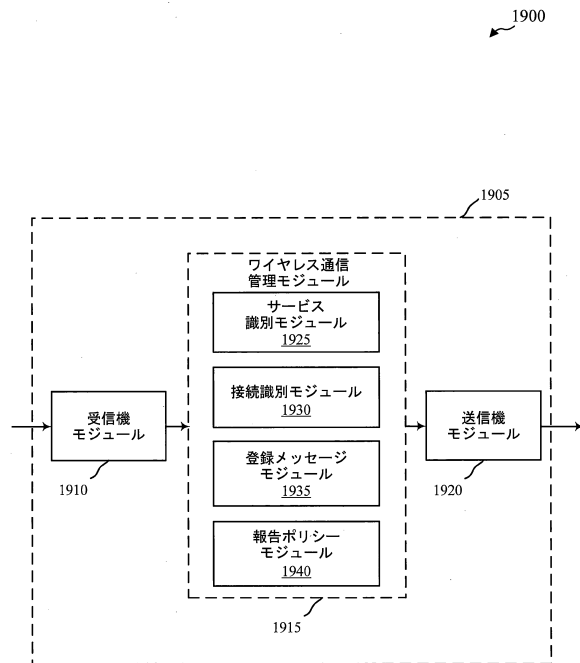 1900
1905
ワイヤレス通信
管理モジュール
サービス
識別モジュール
1925
接続識別モジュール
1930
登録メッセージ
モジュール
1935
報告ポリシー
モジュール
1940
受信機
モジュール
1910
送信機
モジュール
1920
1915